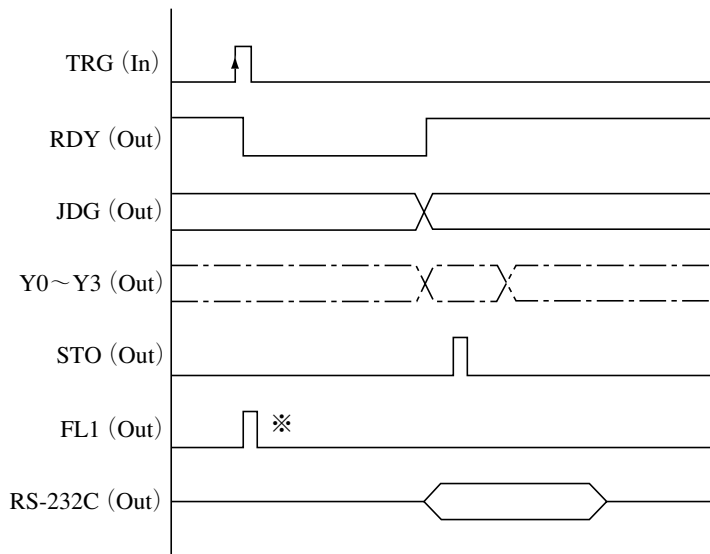 TRG (In)
RDY (Out)
JDG (Out)
Y0～Y3 (Out)
STO (Out)
FL1 (Out) ※
RS-232C (Out)